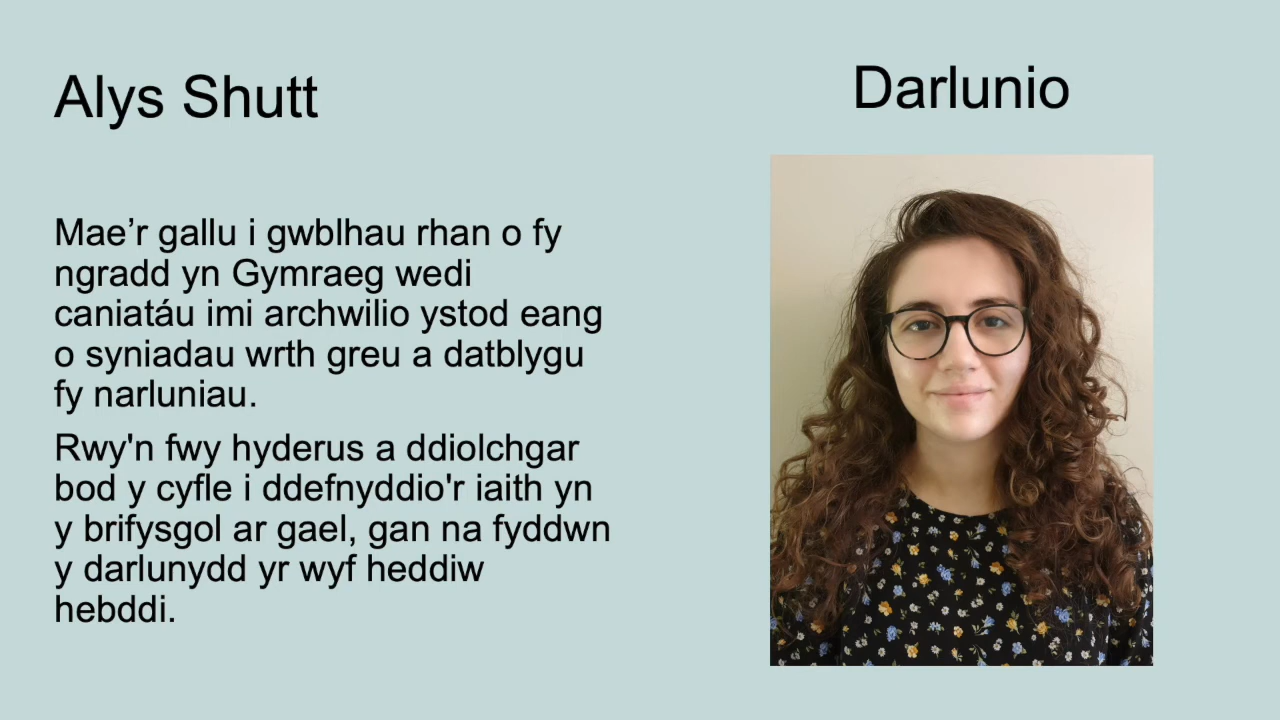 Alys Shutt
Darlunio
Mae’r gallu i gwblhau rhan o fy
ngradd yn Gymraeg wedi
caniatáu imi archwilio ystod eang
o syniadau wrth greu a datblygu
fy narluniau.
Rwy'n fwy hyderus a ddiolchgar
bod y cyfle i ddefnyddio'r iaith yn
y brifysgol ar gael, gan na fyddwn
y darlunydd yr wyf heddiw
hebddi.